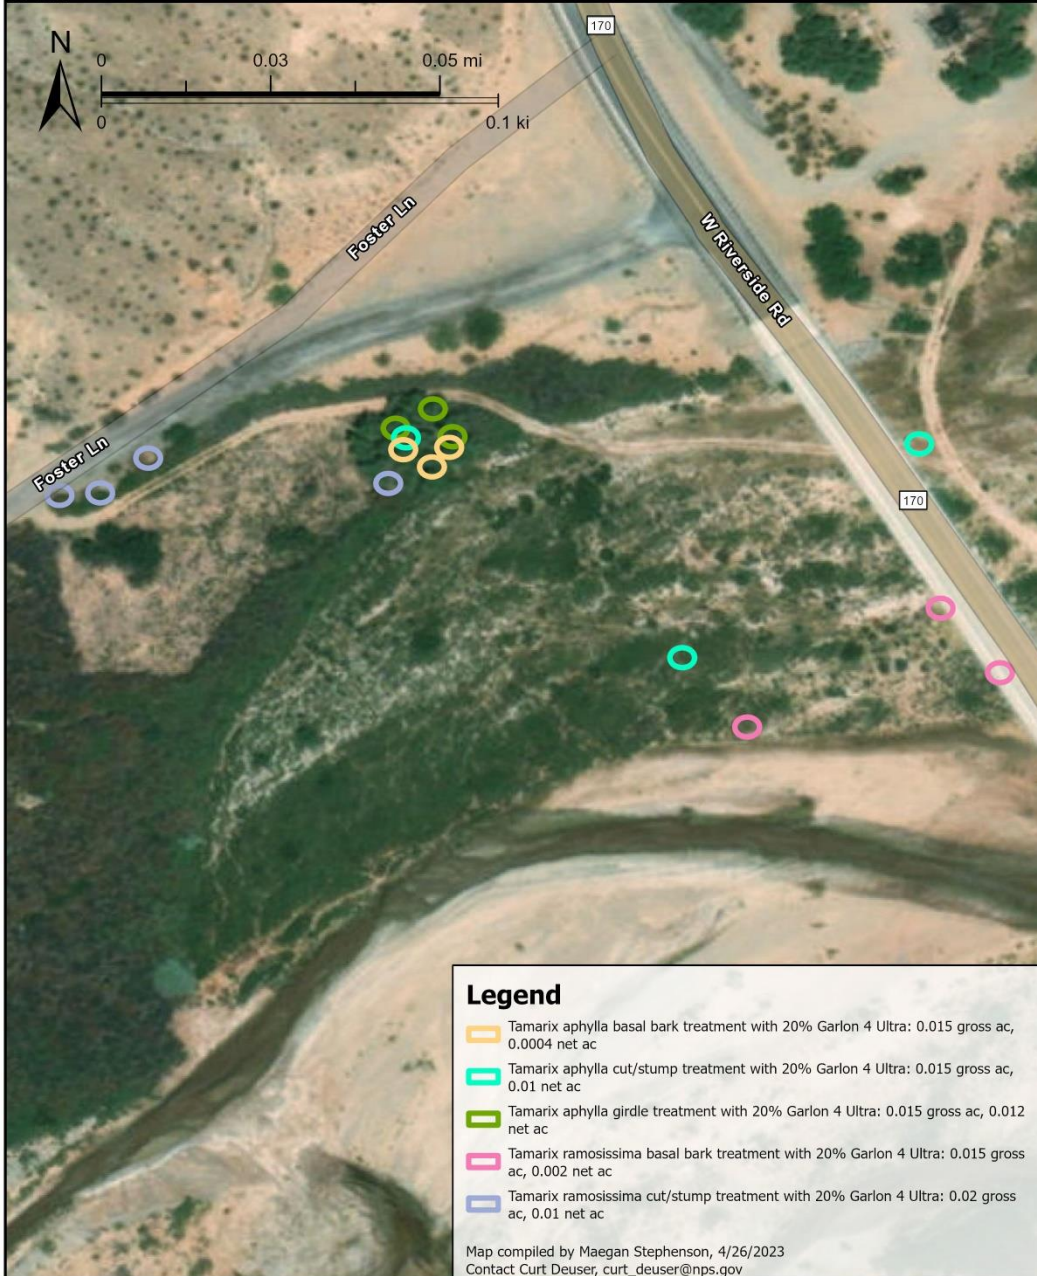 170
N
0 0.03 0.05 mi
0 0.1 ki
Foster Ln
W Riverside Rd
Foster Ln
170
Legend
Tamarix aphylla basal bark treatment with 20% Garlon 4 Ultra: 0.015 gross ac,
0.0004 net ac
Tamarix aphylla cut/stump treatment with 20% Garlon 4 Ultra: 0.015 gross ac,
0.01 net ac
Tamarix aphylla girdle treatment with 20% Garlon 4 Ultra: 0.015 gross ac, 0.012
net ac
Tamarix ramosissima basal bark treatment with 20% Garlon 4 Ultra: 0.015 gross
ac, 0.002 net ac
Tamarix ramosissima cut/stump treatment with 20% Garlon 4 Ultra: 0.02 gross
ac, 0.01 net ac
Map compiled by Maegan Stephenson, 4/26/2023
Contact Curt Deuser, curt_deuser@nps.gov